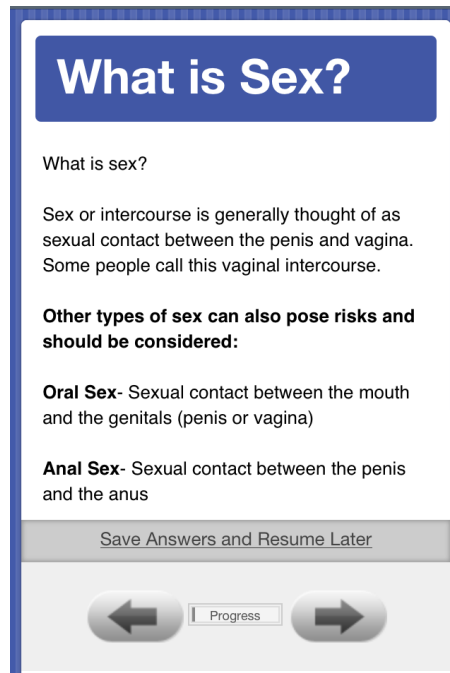 What is Sex?
What is sex?
Sex or intercourse is generally thought of as
sexual contact between the penis and vagina.
Some people call this vaginal intercourse.
Other types of sex can also pose risks and
should be considered:
Oral Sex- Sexual contact between the mouth
and the genitals (penis or vagina)
Anal Sex- Sexual contact between the penis
and the anus
Save Answers and Resume Later
Progress